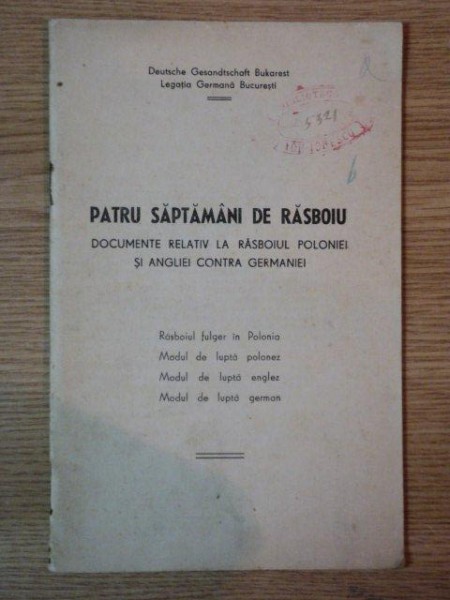 Deutsche Gesandtschaft Bukarest
Legația Germană București
5321
PATRU SĂPTĂMÂNI DE RĂSBOIU
DOCUMENTE RELATIV LA RĂSBOIUL POLONIEI
ȘI ANGLIEI CONTRA GERMANIEI
Răsboiul fulger în Polonia
Modul de luptă polonez
Modul de luptă englez
Modul de luptă german